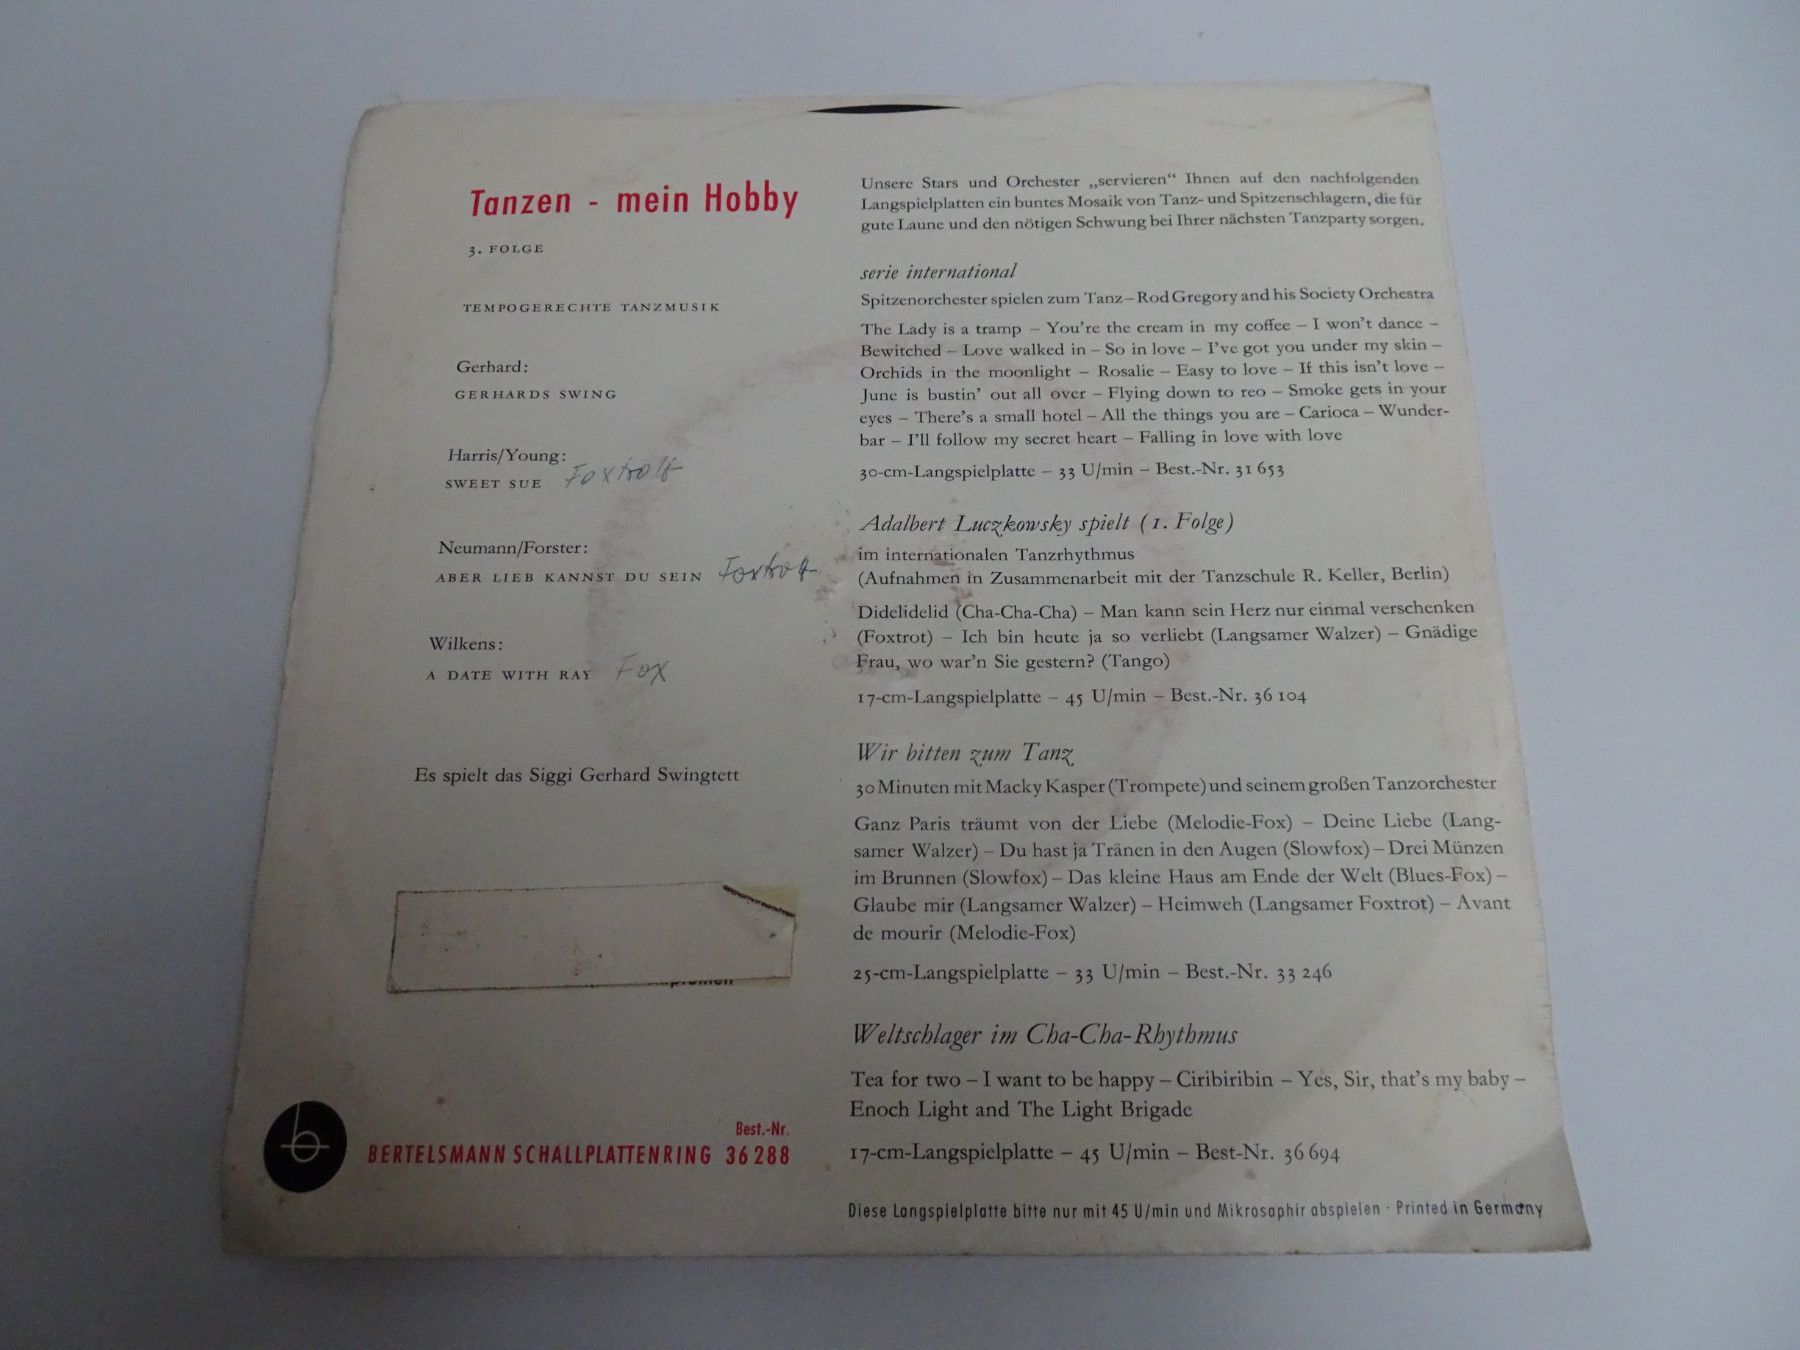 Tanzen - mein Hobby
3. FOLGE
TEMPOGERECHTE TANZMUSIK
Gerhard:
GERHARDS SWING
Harris/Young:
SWEET SUE Foxtrott
Neumann/Forster:
ABER LIEB KANNST DU SEIN Foxtrott
Wilkens:
A DATE WITH RAY Fox
Es spielt das Siggi Gerhard Swingtett
Best.-Nr.
BERTELSMANN SCHALLPLATTENRING 36 288
Unsere Stars und Orchester „servieren“ Ihnen auf den nachfolgenden
Langspielplatten ein buntes Mosaik von Tanz- und Spitzenschlagern, die für
gute Laune und den nötigen Schwung bei Ihrer nächsten Tanzparty sorgen.
serie international
Spitzenorchester spielen zum Tanz – Rod Gregory and his Society Orchestra
The Lady is a tramp – You're the cream in my coffee – I won't dance –
Bewitched – Love walked in – So in love – I've got you under my skin –
Orchids in the moonlight – Rosalie – Easy to love – If this isn't love –
June is bustin' out all over – Flying down to reo – Smoke gets in your
eyes – There's a small hotel – All the things you are – Carioca – Wunder-
bar – I'll follow my secret heart – Falling in love with love
30-cm-Langspielplatte – 33 U/min – Best.-Nr. 31 653
Adalbert Luczkowsky spielt (1. Folge)
im internationalen Tanzrhythmus
(Aufnahmen in Zusammenarbeit mit der Tanzschule R. Keller, Berlin)
Didelidelid (Cha-Cha-Cha) – Man kann sein Herz nur einmal verschenken
(Foxtrot) – Ich bin heute ja so verliebt (Langsamer Walzer) – Gnädige
Frau, wo war'n Sie gestern? (Tango)
17-cm-Langspielplatte – 45 U/min – Best.-Nr. 36 104
Wir bitten zum Tanz
30 Minuten mit Macky Kasper (Trompete) und seinem großen Tanzorchester
Ganz Paris träumt von der Liebe (Melodie-Fox) – Deine Liebe (Lang-
samer Walzer) – Du hast ja Tränen in den Augen (Slowfox) – Drei Münzen
im Brunnen (Slowfox) – Das kleine Haus am Ende der Welt (Blues-Fox) –
Glaube mir (Langsamer Walzer) – Heimweh (Langsamer Foxtrot) – Avant
de mourir (Melodie-Fox)
25-cm-Langspielplatte – 33 U/min – Best.-Nr. 33 246
Weltschlager im Cha-Cha-Rhythmus
Tea for two – I want to be happy – Ciribiribin – Yes, Sir, that's my baby –
Enoch Light and The Light Brigade
17-cm-Langspielplatte – 45 U/min – Best-Nr. 36 694
Diese Langspielplatte bitte nur mit 45 U/min und Mikrosaphir abspielen · Printed in Germany